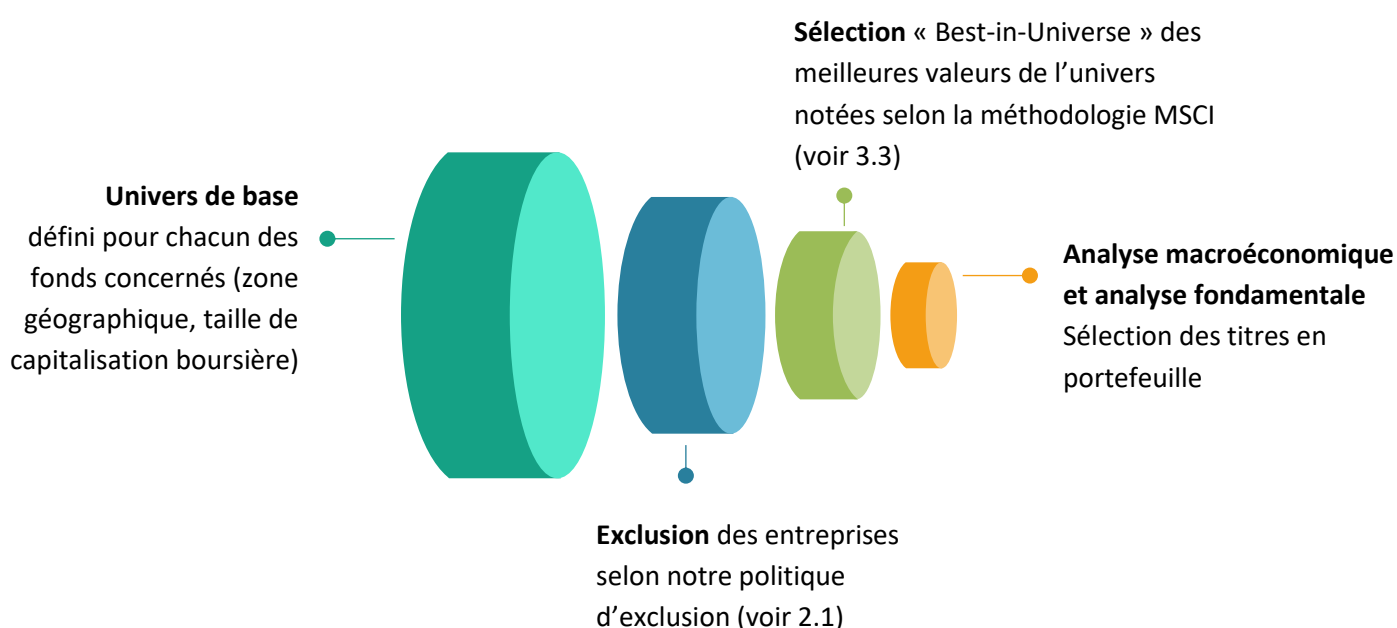 Univers de base
défini pour chacun des
fonds concernés (zone
géographique, taille de
capitalisation boursière)
Exclusion des entreprises
selon notre politique
d’exclusion (voir 2.1)
Sélection « Best-in-Universe » des
meilleures valeurs de l’univers
notées selon la méthodologie MSCI
(voir 3.3)
Analyse macroéconomique
et analyse fondamentale
Sélection des titres en
portefeuille